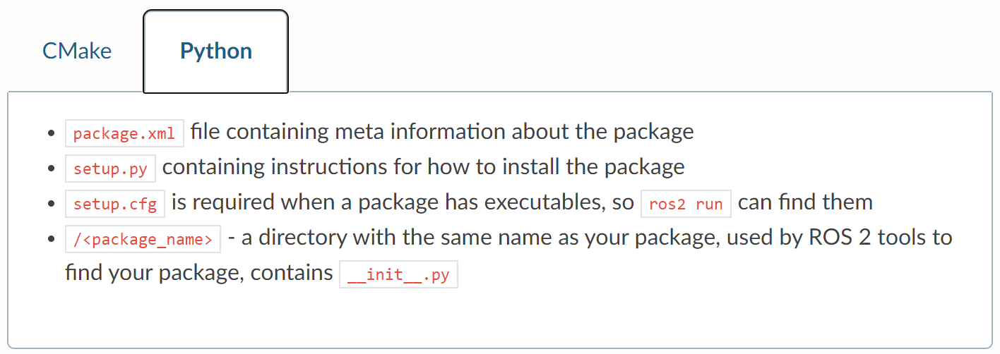 CMake
Python
• package.xml file containing meta information about the package
• setup.py containing instructions for how to install the package
• setup.cfg is required when a package has executables, so ros2 run can find them
• /<package_name> - a directory with the same name as your package, used by ROS 2 tools to
find your package, contains __init__.py